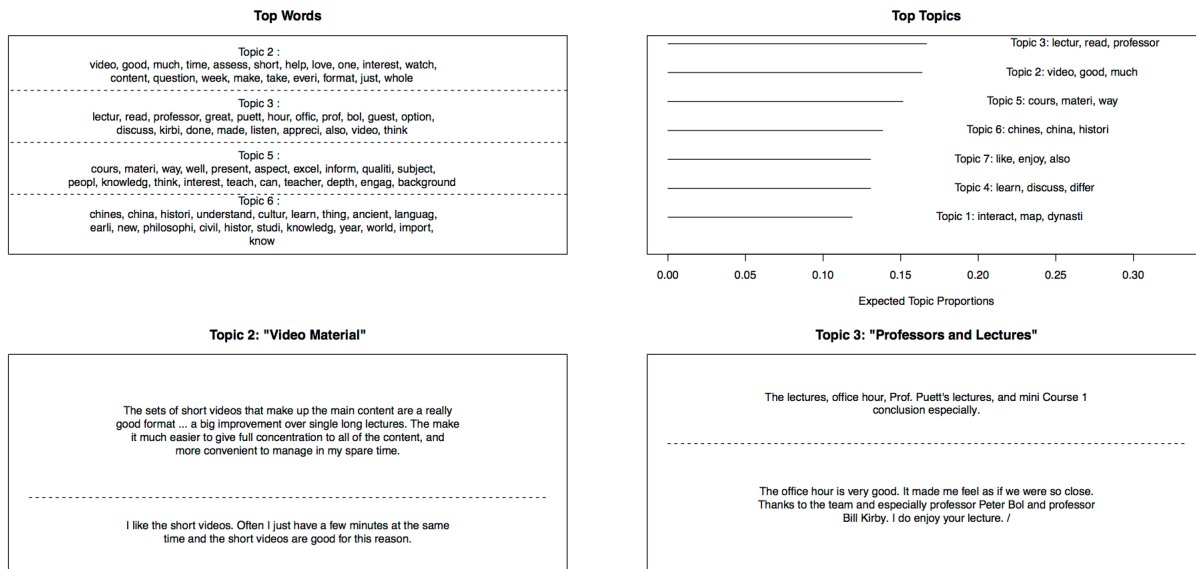 Top Words
Topic 2 :
video, good, much, time, assess, short, help, love, one, interest, watch,
content, question, week, make, take, everi, format, just, whole
Topic 3 :
lectur, read, professor, great, puett, hour, offic, prof, bol, guest, option,
discuss, kirbi, done, made, listen, appreci, also, video, think
Topic 5 :
cours, materi, way, well, present, aspect, excel, inform, qualiti, subject,
peopl, knowledg, think, interest, teach, can, teacher, depth, engag, background
Topic 6 :
chines, china, histori, understand, cultur, learn, thing, ancient, languag,
earli, new, philosophi, civil, histor, studi, knowledg, year, world, import,
know
Top Topics
Topic 3: lectur, read, professor
Topic 2: video, good, much
Topic 5: cours, materi, way
Topic 6: chines, china, histori
Topic 7: like, enjoy, also
Topic 4: learn, discuss, differ
Topic 1: interact, map, dynasti
0.00 0.05 0.10 0.15 0.20 0.25 0.30
Expected Topic Proportions
Topic 2: "Video Material"
The sets of short videos that make up the main content are a really
good format ... a big improvement over single long lectures. The make
it much easier to give full concentration to all of the content, and
more convenient to manage in my spare time.
I like the short videos. Often I just have a few minutes at the same
time and the short videos are good for this reason.
Topic 3: "Professors and Lectures"
The lectures, office hour, Prof. Puett's lectures, and mini Course 1
conclusion especially.
The office hour is very good. It made me feel as if we were so close.
Thanks to the team and especially professor Peter Bol and professor
Bill Kirby. I do enjoy your lecture. /